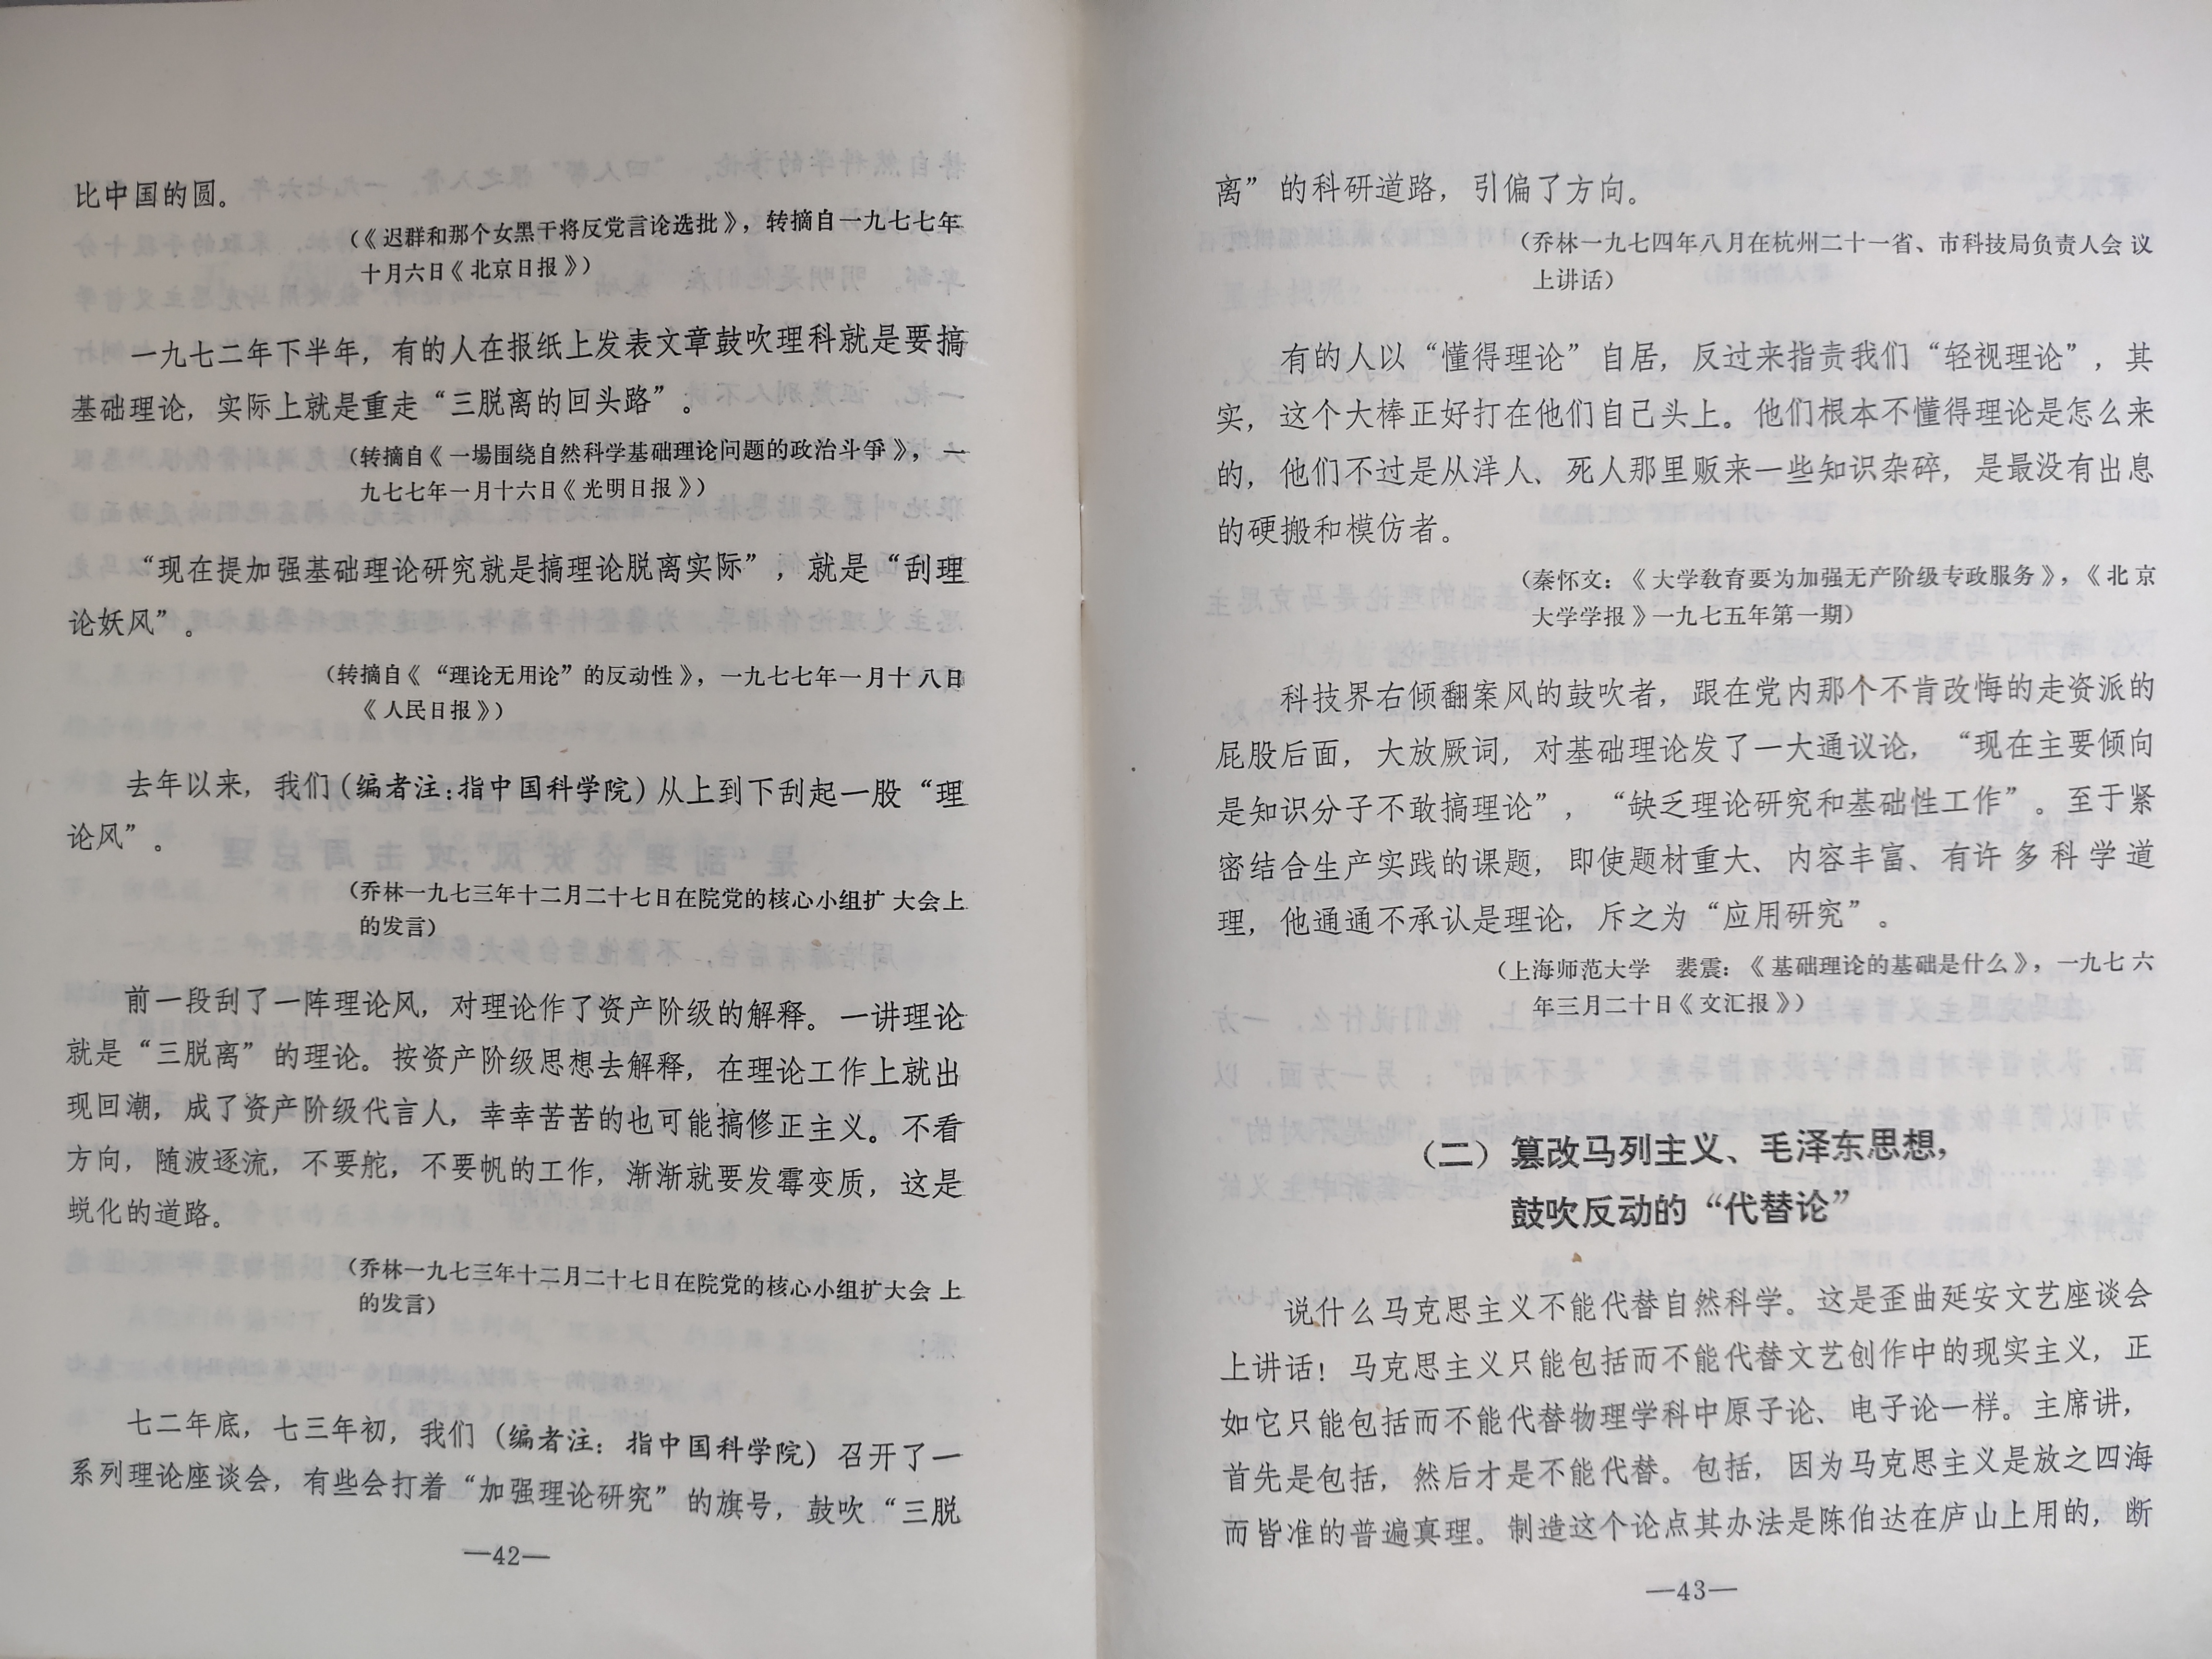 比中国的圆。
（《迟群和那个女黑干将反党言论选批》，转摘自一九七七年
十月六日《北京日报》）
一九七二年下半年，有的人在报纸上发表文章鼓吹理科就是要搞
基础理论，实际上就是重走“三脱离的回头路”。
（转摘自《一場围绕自然科学基础理论问题的政治斗爭》，一
九七七年一月十六日《光明日报》）
“现在提加强基础理论研究就是搞理论脱离实际”，就是“刮理
论妖风”。
（转摘自《“理论无用论”的反动性》，一九七七年一月十八日
《人民日报》）
去年以来，我们（编者注：指中国科学院）从上到下刮起一股“理
论风”。
（乔林一九七三年十二月二十七日在院党的核心小组扩大会上
的发言）
前一段刮了一阵理论风，对理论作了资产阶级的解释。一讲理论
就是“三脱离”的理论。按资产阶级思想去解释，在理论工作上就出
现回潮，成了资产阶级代言人，幸幸苦苦的也可能搞修正主义。不看
方向，随波逐流，不要舵，不要帆的工作，渐渐就要发霉变质，这是
蜕化的道路。
（乔林一九七三年十二月二十七日在院党的核心小组扩大会上
的发言）
七二年底，七三年初，我们（编者注：指中国科学院）召开了一
系列理论座谈会，有些会打着“加强理论研究”的旗号，鼓吹“三脱
—42—
离”的科研道路，引偏了方向。
（乔林一九七四年八月在杭州二十一省、市科技局负责人会议
上讲话）
有的人以“懂得理论”自居，反过来指责我们“轻视理论”，其
实，这个大棒正好打在他们自己头上。他们根本不懂得理论是怎么来
的，他们不过是从洋人、死人那里贩来一些知识杂碎，是最没有出息
的硬搬和模仿者。
（秦怀文：《大学教育要为加强无产阶级专政服务》，《北京
大学学报》一九七五年第一期）
科技界右倾翻案风的鼓吹者，跟在党内那个不肯改悔的走资派的
屁股后面，大放厥词，对基础理论发了一大通议论，“现在主要倾向
是知识分子不敢搞理论”，“缺乏理论研究和基础性工作”。至于紧
密结合生产实践的课题，即使题材重大、内容丰富、有许多科学道
理，他通通不承认是理论，斥之为“应用研究”。
（上海师范大学　裴震：《基础理论的基础是什么》，一九七六
年三月二十日《文汇报》）
（二）篡改马列主义、毛泽东思想，
鼓吹反动的“代替论”
说什么马克思主义不能代替自然科学。这是歪曲延安文艺座谈会
上讲话！马克思主义只能包括而不能代替文艺创作中的现实主义，正
如它只能包括而不能代替物理学科中原子论、电子论一样。主席讲，
首先是包括，然后才是不能代替。包括，因为马克思主义是放之四海
而皆准的普遍真理。制造这个论点其办法是陈伯达在庐山上用的，断
—43—